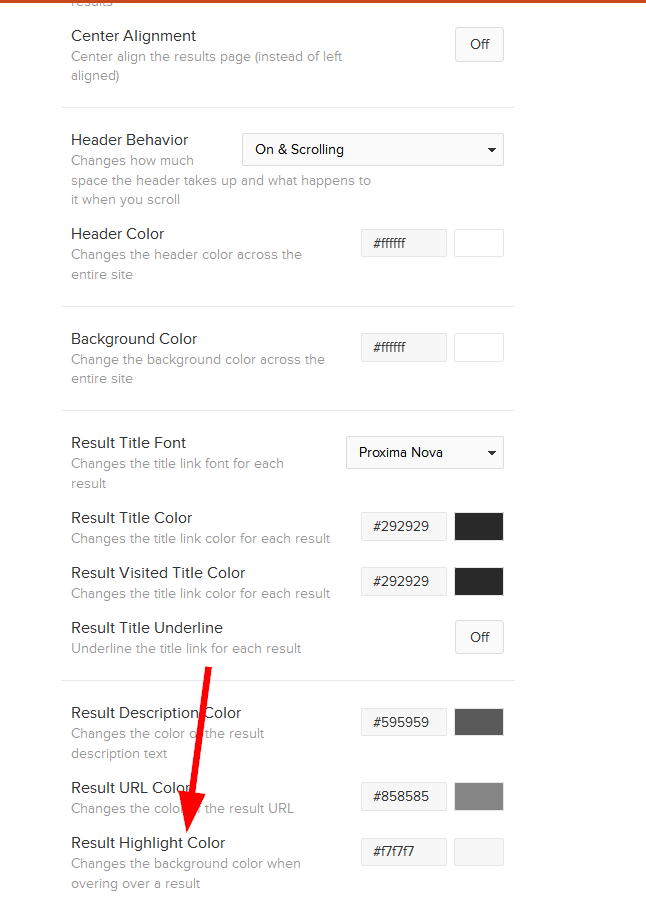 results
Center Alignment
Center align the results page (instead of left
aligned)
Off
Header Behavior
Changes how much
space the header takes up and what happens to
it when you scroll
On & Scrolling
Header Color
Changes the header color across the
entire site
#ffffff
Background Color
Change the background color across the
entire site
#ffffff
Result Title Font
Changes the title link font for each
result
Proxima Nova
Result Title Color
Changes the title link color for each result
#292929
Result Visited Title Color
Changes the title link color for each result
#292929
Result Title Underline
Underline the title link for each result
Off
Result Description Color
Changes the color of the result
description text
#595959
Result URL Color
Changes the color of the result URL
#858585
Result Highlight Color
Changes the background color when
overing over a result
#f7f7f7